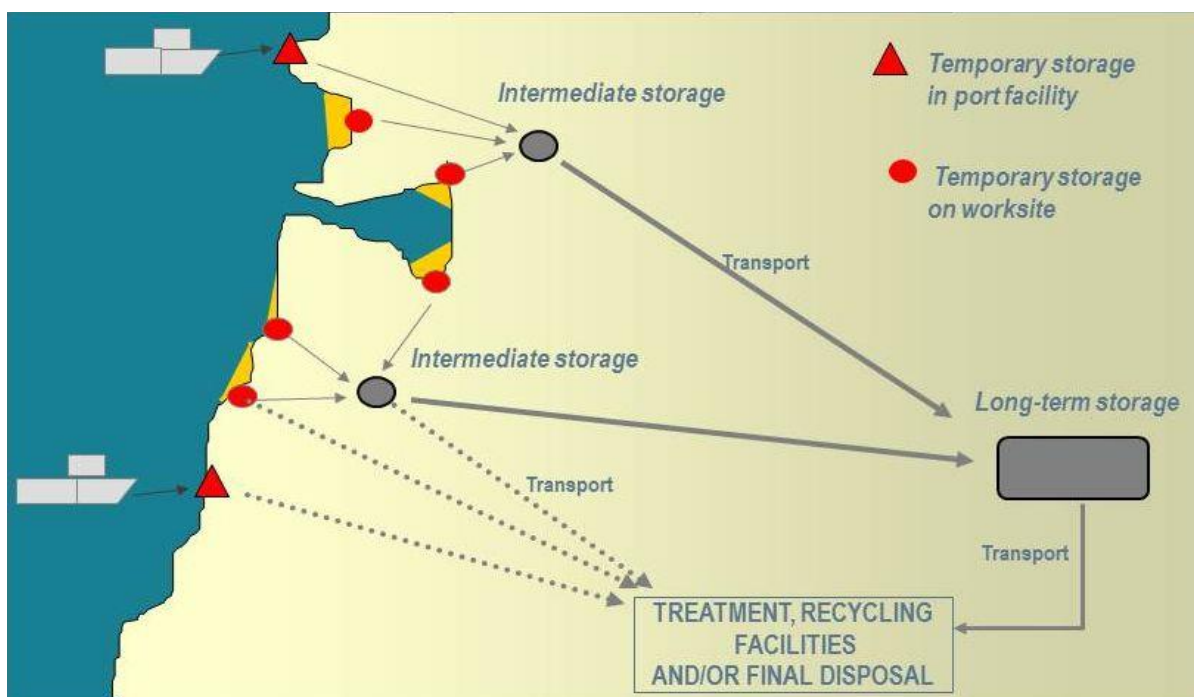 Temporary storage
in port facility
Intermediate storage
Temporary storage
on worksite
Transport
Intermediate storage
Long-term storage
Transport
Transport
TREATMENT, RECYCLING
FACILITIES
AND/OR FINAL DISPOSAL